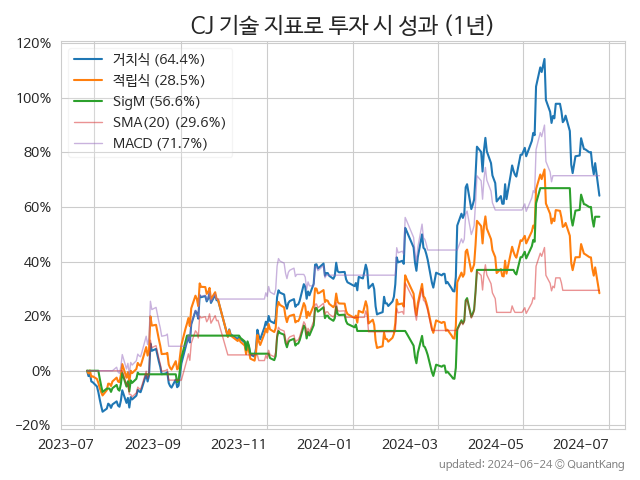 CJ 기술 지표로 투자 시 성과 (1년)
120%
100%
80%
60%
40%
20%
0%
−20%
거치식 (64.4%)
적립식 (28.5%)
SigM (56.6%)
SMA(20) (29.6%)
MACD (71.7%)
2023-07 2023-09 2023-11 2024-01 2024-03 2024-05 2024-07
updated: 2024-06-24 © QuantKang